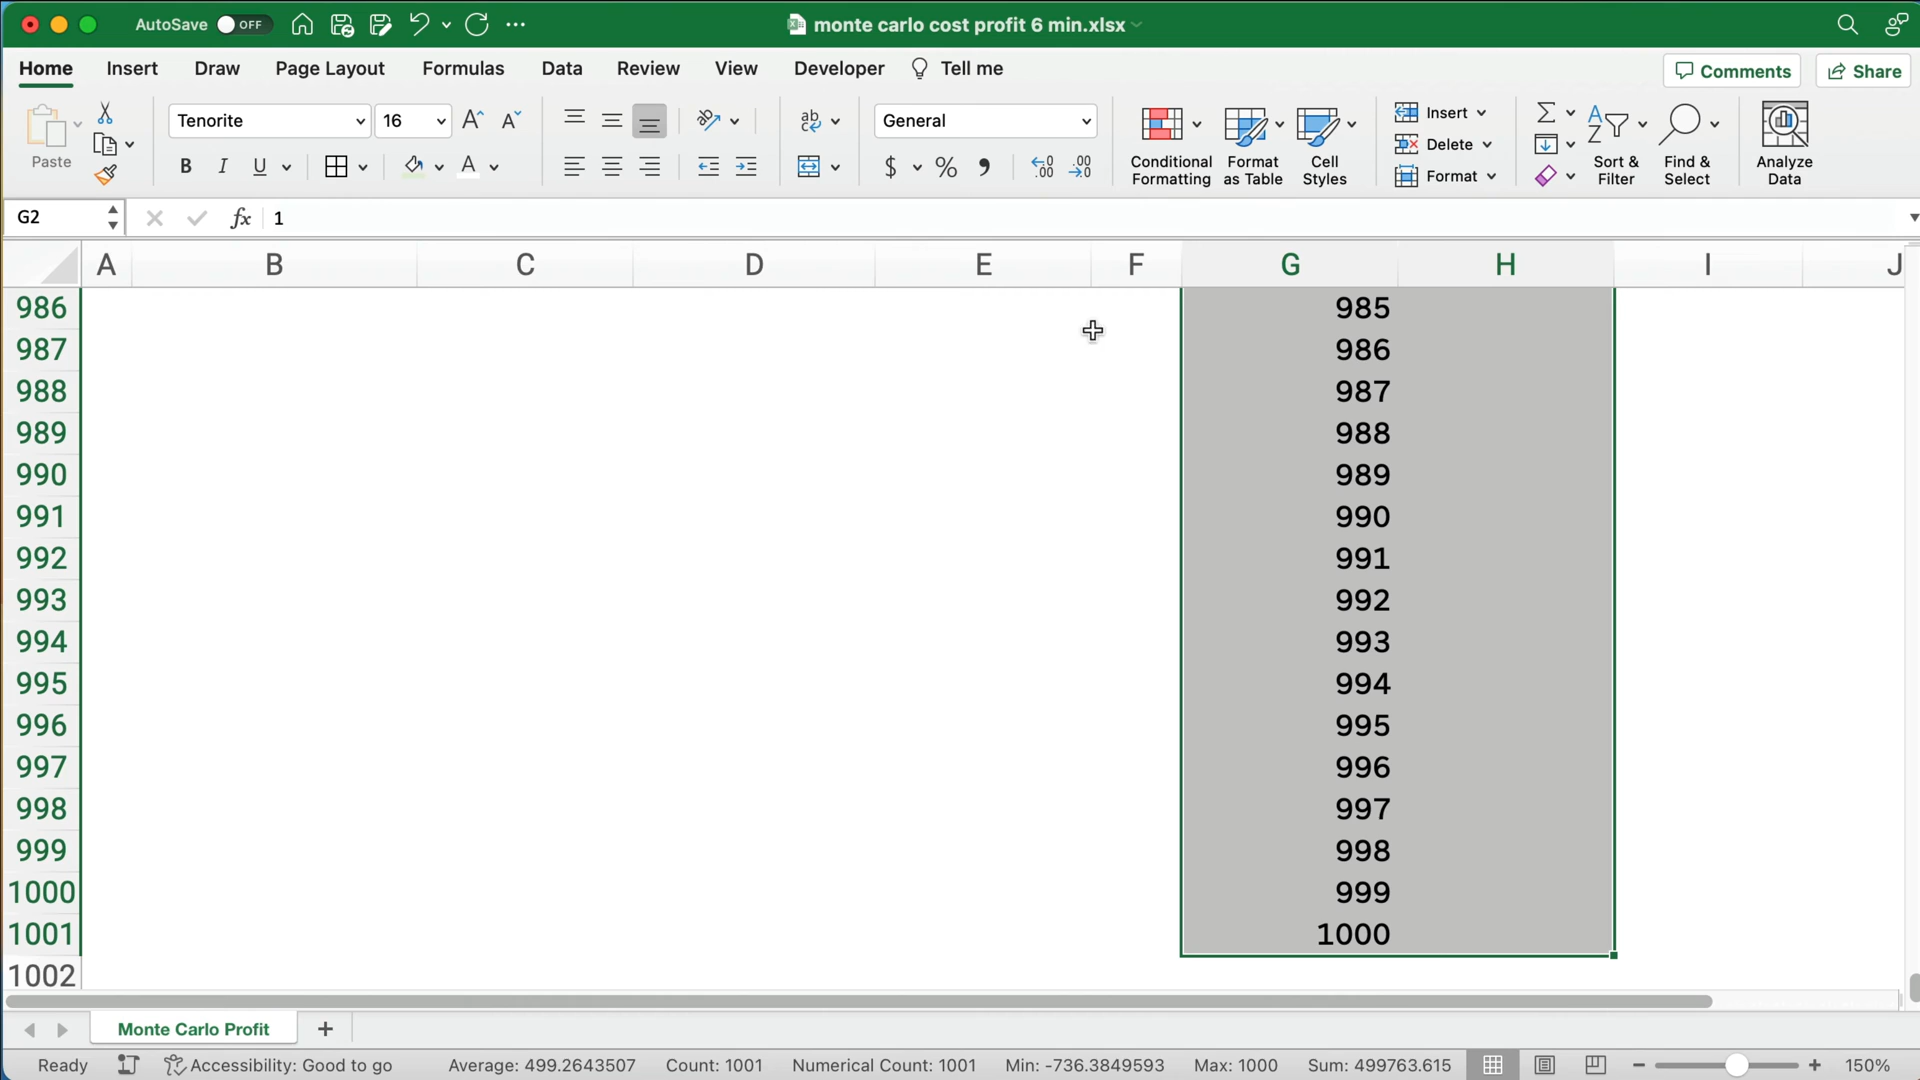 AutoSave OFF monte carlo cost profit 6 min.xlsx
Home Insert Draw Page Layout Formulas Data Review View Developer Tell me Comments Share
Paste Tenorite 16 General Conditional Formatting Format as Table Cell Styles Insert Delete Format Sort & Filter Find & Select Analyze Data
G2 fx 1
A B C D E F G H I J
986 985
987 986
988 987
989 988
990 989
991 990
992 991
993 992
994 993
995 994
996 995
997 996
998 997
999 998
1000 999
1001 1000
1002
Monte Carlo Profit
Ready Accessibility: Good to go Average: 499.2643507 Count: 1001 Numerical Count: 1001 Min: -736.3849593 Max: 1000 Sum: 499763.615 150%